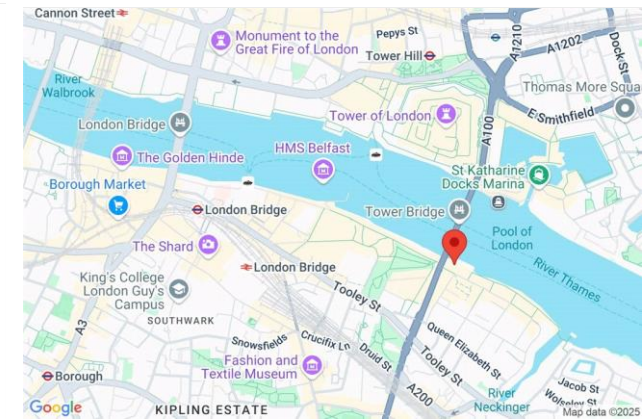 Cannon Street
Monument to the
Great Fire of London
Pepys St
Tower Hill
A1210
A1202
Dock St
Thomas More Squa
E Smithfield
River
Walbrook
London Bridge
Tower of London
A100
The Golden Hinde
HMS Belfast
St Katharine
Docks Marina
Borough Market
London Bridge
Tower Bridge
Pool of
London
The Shard
River Thames
King's College
London Guy's
Campus
London Bridge
Tooley St
A3
SOUTHWARK
Snowsfields
Crucifix Ln
Druid St
Tooley St
Queen Elizabeth St
Fashion and
Textile Museum
Borough
A200
Jacob St
Wolseley St
River
Neckinger
KIPLING ESTATE
Google
Map data ©2025